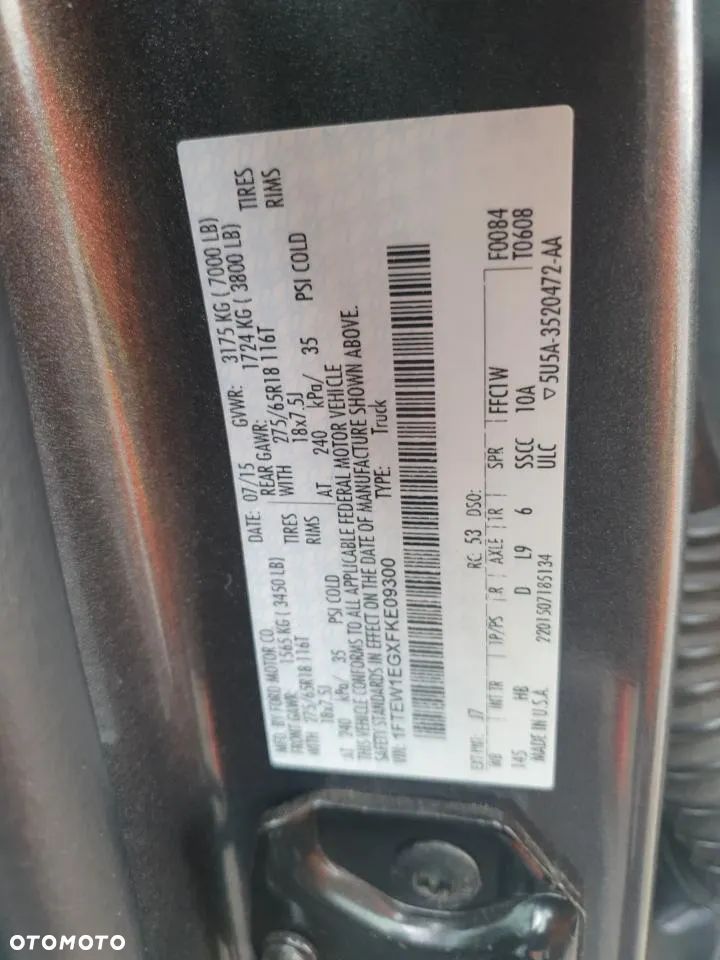 MFD. BY FORD MOTOR CO. DATE: 07/15 GVWR: 3175 KG ( 7000 LB)
FRONT GAWR: 1565 KG ( 3450 LB) REAR GAWR: 1724 KG ( 3800 LB)
WITH 275/65R18 116T TIRES WITH 275/65R18 116T TIRES
18x7.5J RIMS 18x7.5J RIMS
AT 240 kPa/ 35 PSI COLD AT 240 kPa/ 35 PSI COLD
THIS VEHICLE CONFORMS TO ALL APPLICABLE FEDERAL MOTOR VEHICLE
SAFETY STANDARDS IN EFFECT ON THE DATE OF MANUFACTURE SHOWN ABOVE.
VIN: 1FTEW1EGXFKE09300 TYPE: Truck
EXT PNT: RC: 53 DSO:
WB INT TR TP/PS R AXLE TR SPR FFC1W F0084
145 HB D L9 6 SSCC 10A T0608
MADE IN U.S.A. 2201507185134 ULC ▽5U5A-3520472-AA
OTOMOTO